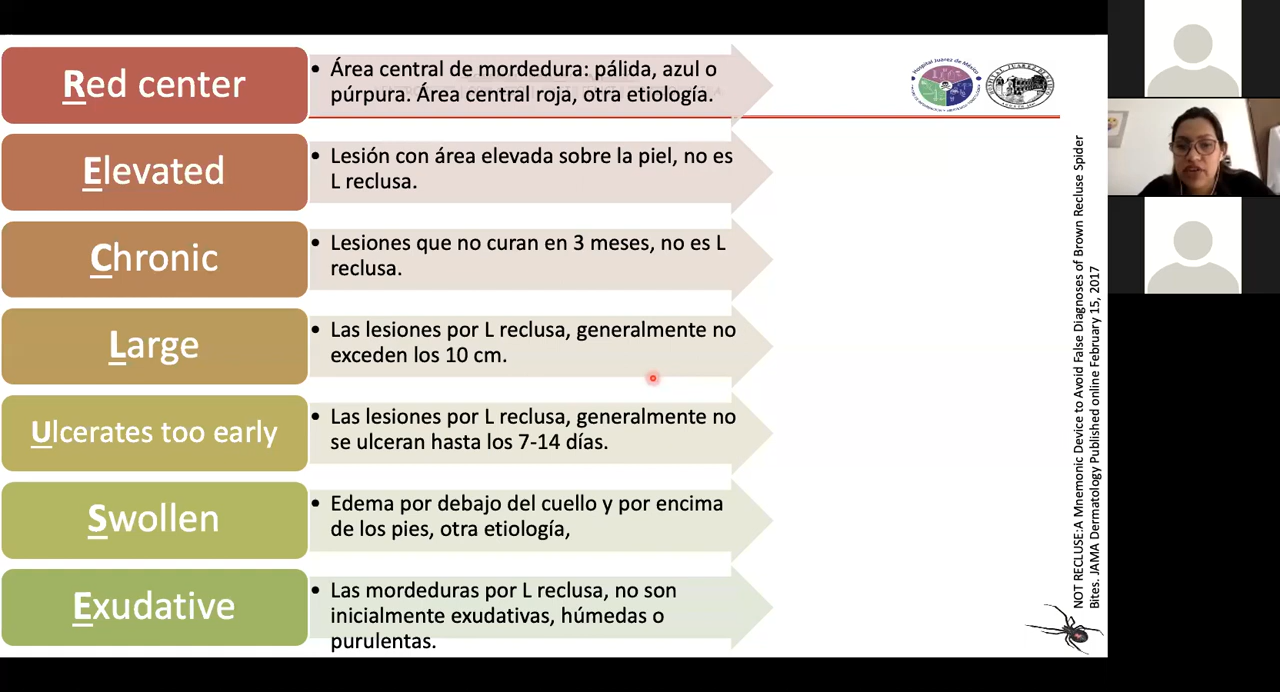 Red center
• Área central de mordedura: pálida, azul o
púrpura. Área central roja, otra etiología.
Elevated
• Lesión con área elevada sobre la piel, no es
L reclusa.
Chronic
• Lesiones que no curan en 3 meses, no es L
reclusa.
Large
• Las lesiones por L reclusa, generalmente no
exceden los 10 cm.
Ulcerates too early
• Las lesiones por L reclusa, generalmente no
se ulceran hasta los 7-14 días.
Swollen
• Edema por debajo del cuello y por encima
de los pies, otra etiología,
Exudative
• Las mordeduras por L reclusa, no son
inicialmente exudativas, húmedas o
purulentas.
Hospital Juárez de México
NOT RECLUSE:A Mnemonic Device to Avoid False Diagnoses of Brown Recluse Spider
Bites. JAMA Dermatology Published online February 15, 2017